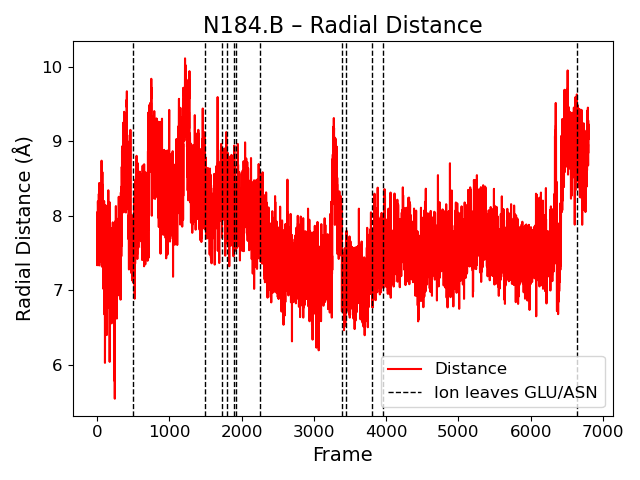 N184.B – Radial Distance
Radial Distance (Å)
10
9
8
7
6
Distance
Ion leaves GLU/ASN
0 1000 2000 3000 4000 5000 6000 7000
Frame